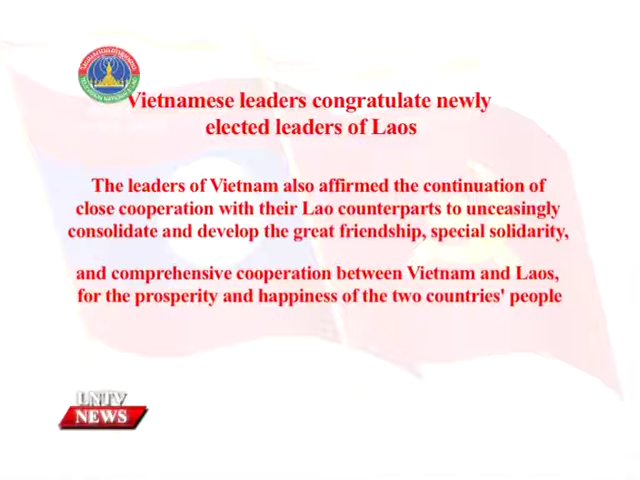 Vietnamese leaders congratulate newly
elected leaders of Laos
The leaders of Vietnam also affirmed the continuation of
close cooperation with their Lao counterparts to unceasingly
consolidate and develop the great friendship, special solidarity,
and comprehensive cooperation between Vietnam and Laos,
for the prosperity and happiness of the two countries' people
LNTV
NEWS